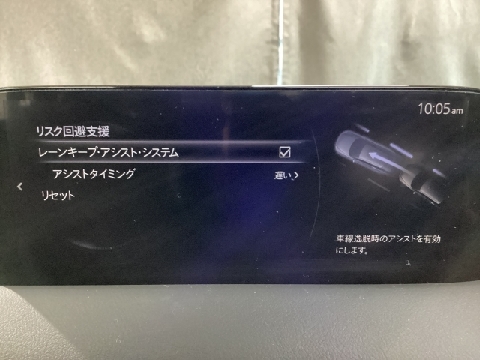 10:05am
リスク回避支援
レーンキープ・アシスト・システム
アシストタイミング
遅い
リセット
車線逸脱時のアシストを有効
にします。